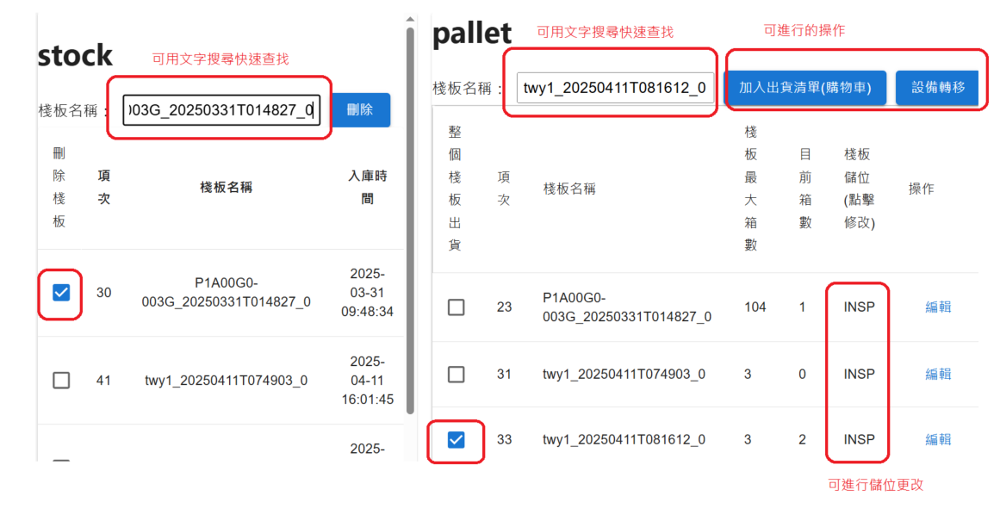 stock
可用文字搜尋快速查找
棧板名稱：
)03G_20250331T014827_0
刪除
刪
除
棧
板
項
次
棧板名稱
入庫時
間
30
P1A00G0-
003G_20250331T014827_0
2025-
03-31
09:48:34
41
twy1_20250411T074903_0
2025-
04-11
16:01:45
2025-
pallet
可用文字搜尋快速查找
可進行的操作
棧板名稱：
twy1_20250411T081612_0
加入出貨清單(購物車)
設備轉移
整
個
棧
板
出
貨
項
次
棧板名稱
棧
板
最
大
箱
數
目
前
箱
數
棧板
儲位
(點擊
修改)
操作
23
P1A00G0-
003G_20250331T014827_0
104
1
INSP
編輯
31
twy1_20250411T074903_0
3
0
INSP
編輯
33
twy1_20250411T081612_0
3
2
INSP
編輯
可進行儲位更改